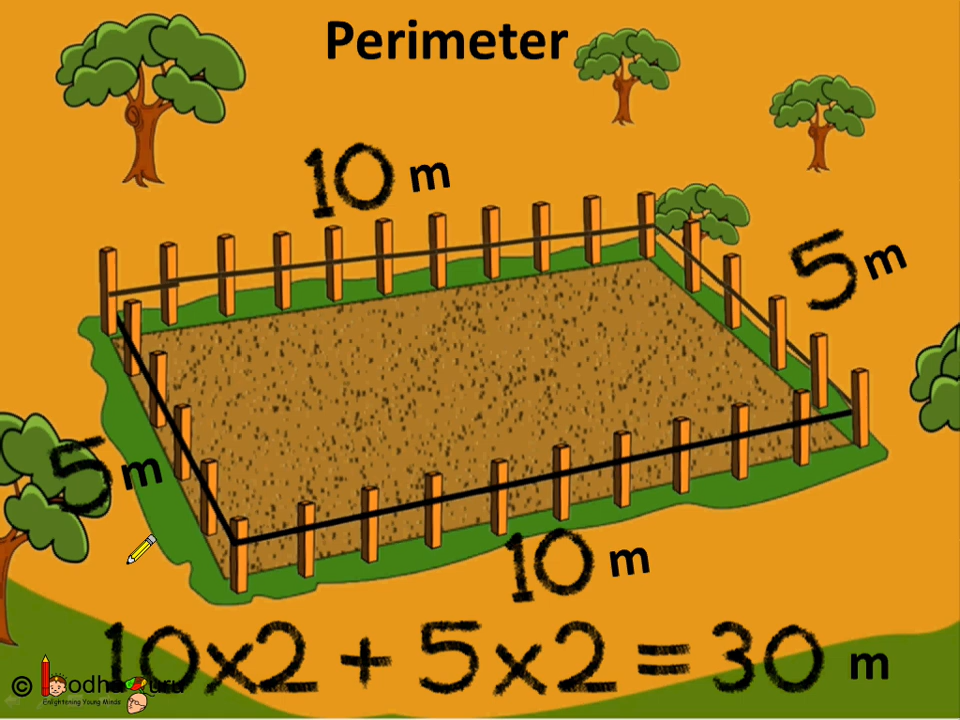 Perimeter
10 m
5 m
5 m
10 m
10x2 + 5x2 = 30 m
©
Enlightening Young Minds